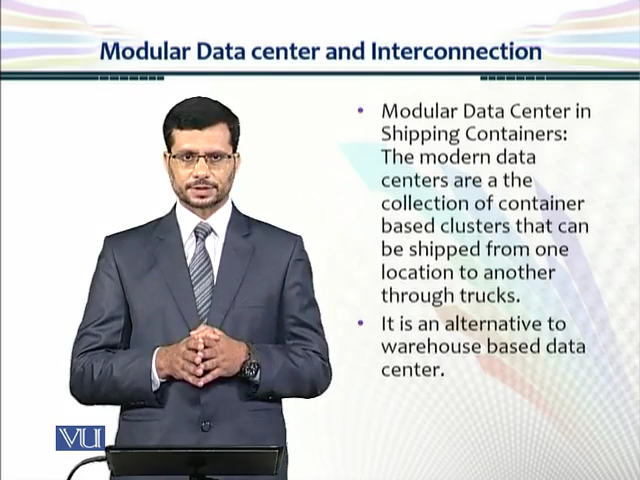 Modular Data center and Interconnection
• Modular Data Center in
Shipping Containers:
The modern data
centers are a the
collection of container
based clusters that can
be shipped from one
location to another
through trucks.
• It is an alternative to
warehouse based data
center.
VU